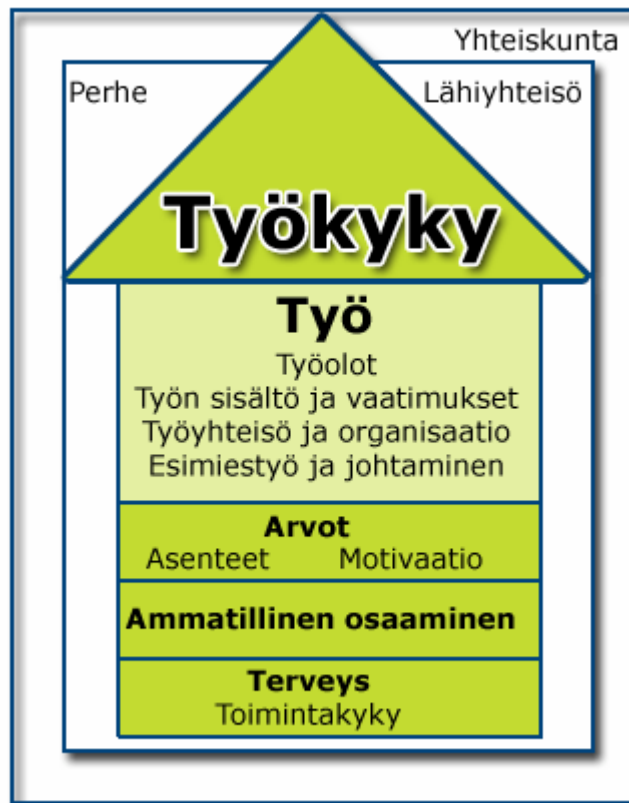 Yhteiskunta
Perhe
Lähiyhteisö
Työkyky
Työ
Työolot
Työn sisältö ja vaatimukset
Työyhteisö ja organisaatio
Esimiestyö ja johtaminen
Arvot
Asenteet Motivaatio
Ammatillinen osaaminen
Terveys
Toimintakyky